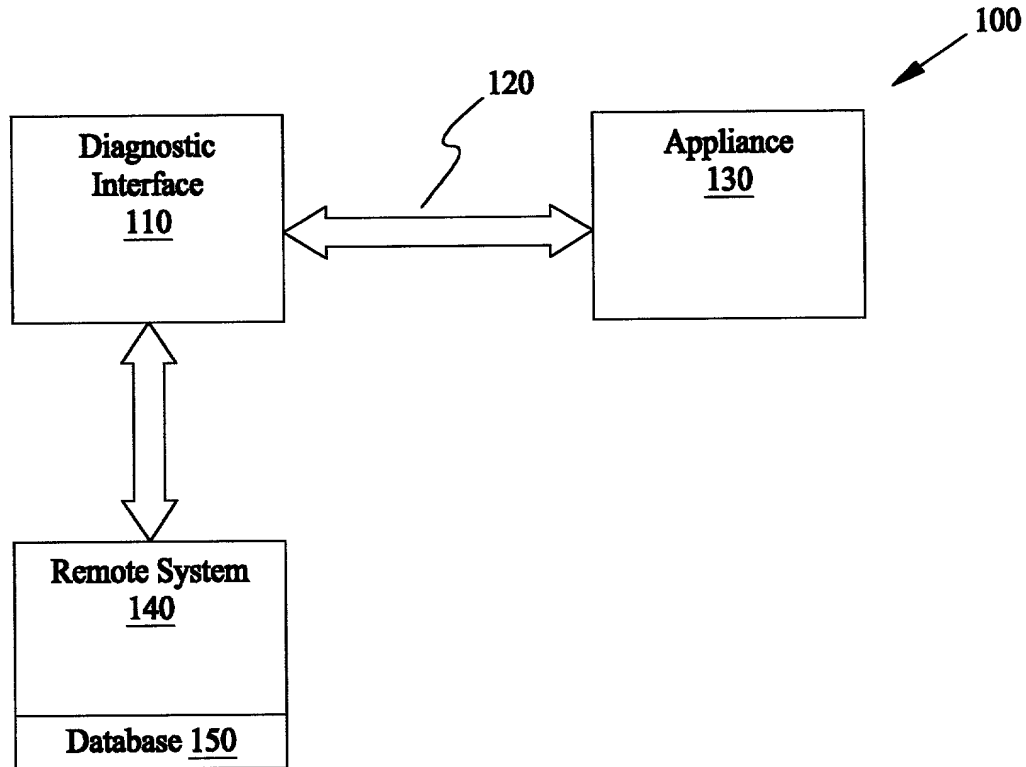 100
120
Diagnostic
Interface
110
Appliance
130
Remote System
140
Database 150